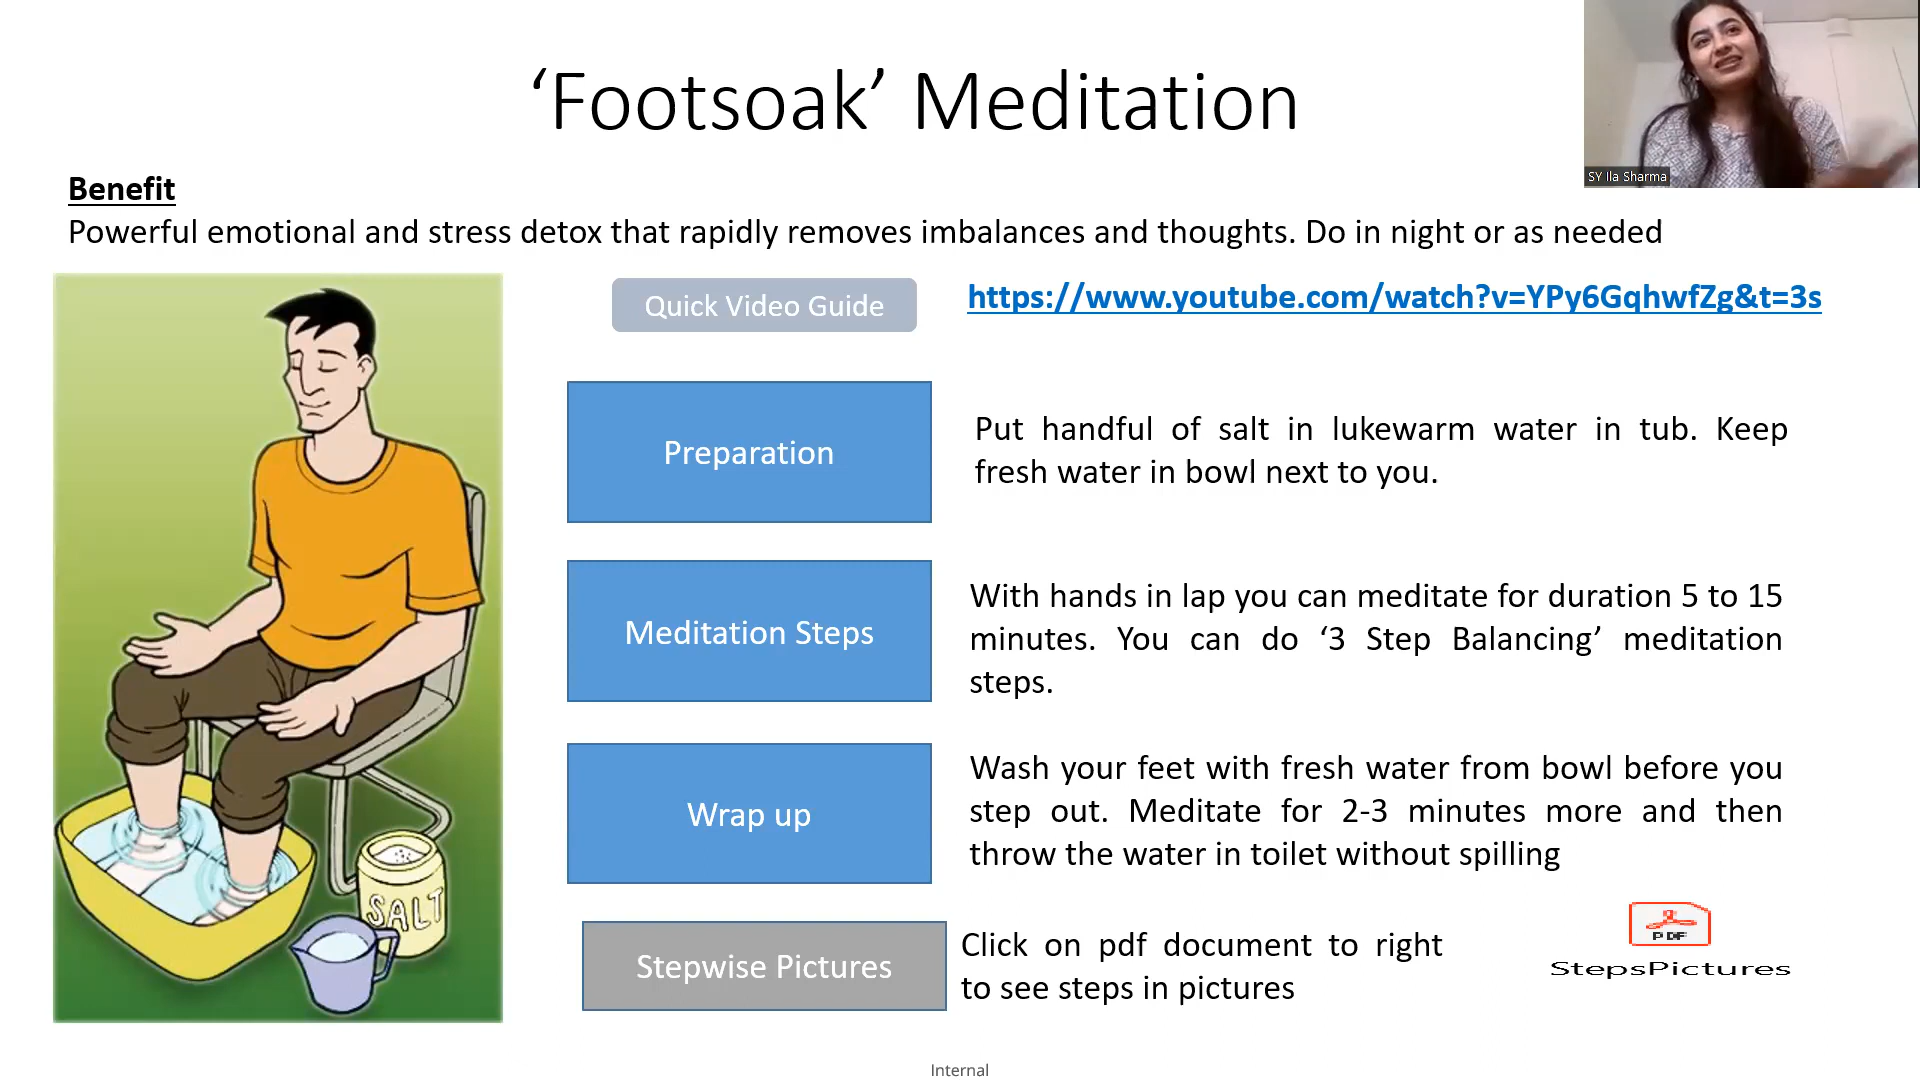 ‘Footsoak’ Meditation
SY Ila Sharma
Benefit
Powerful emotional and stress detox that rapidly removes imbalances and thoughts. Do in night or as needed
Quick Video Guide
https://www.youtube.com/watch?v=YPy6GqhwfZg&t=3s
Preparation
Put handful of salt in lukewarm water in tub. Keep
fresh water in bowl next to you.
Meditation Steps
With hands in lap you can meditate for duration 5 to 15
minutes. You can do ‘3 Step Balancing’ meditation
steps.
Wrap up
Wash your feet with fresh water from bowl before you
step out. Meditate for 2-3 minutes more and then
throw the water in toilet without spilling
SALT
Stepwise Pictures
Click on pdf document to right
to see steps in pictures
PDF
StepsPictures
Internal